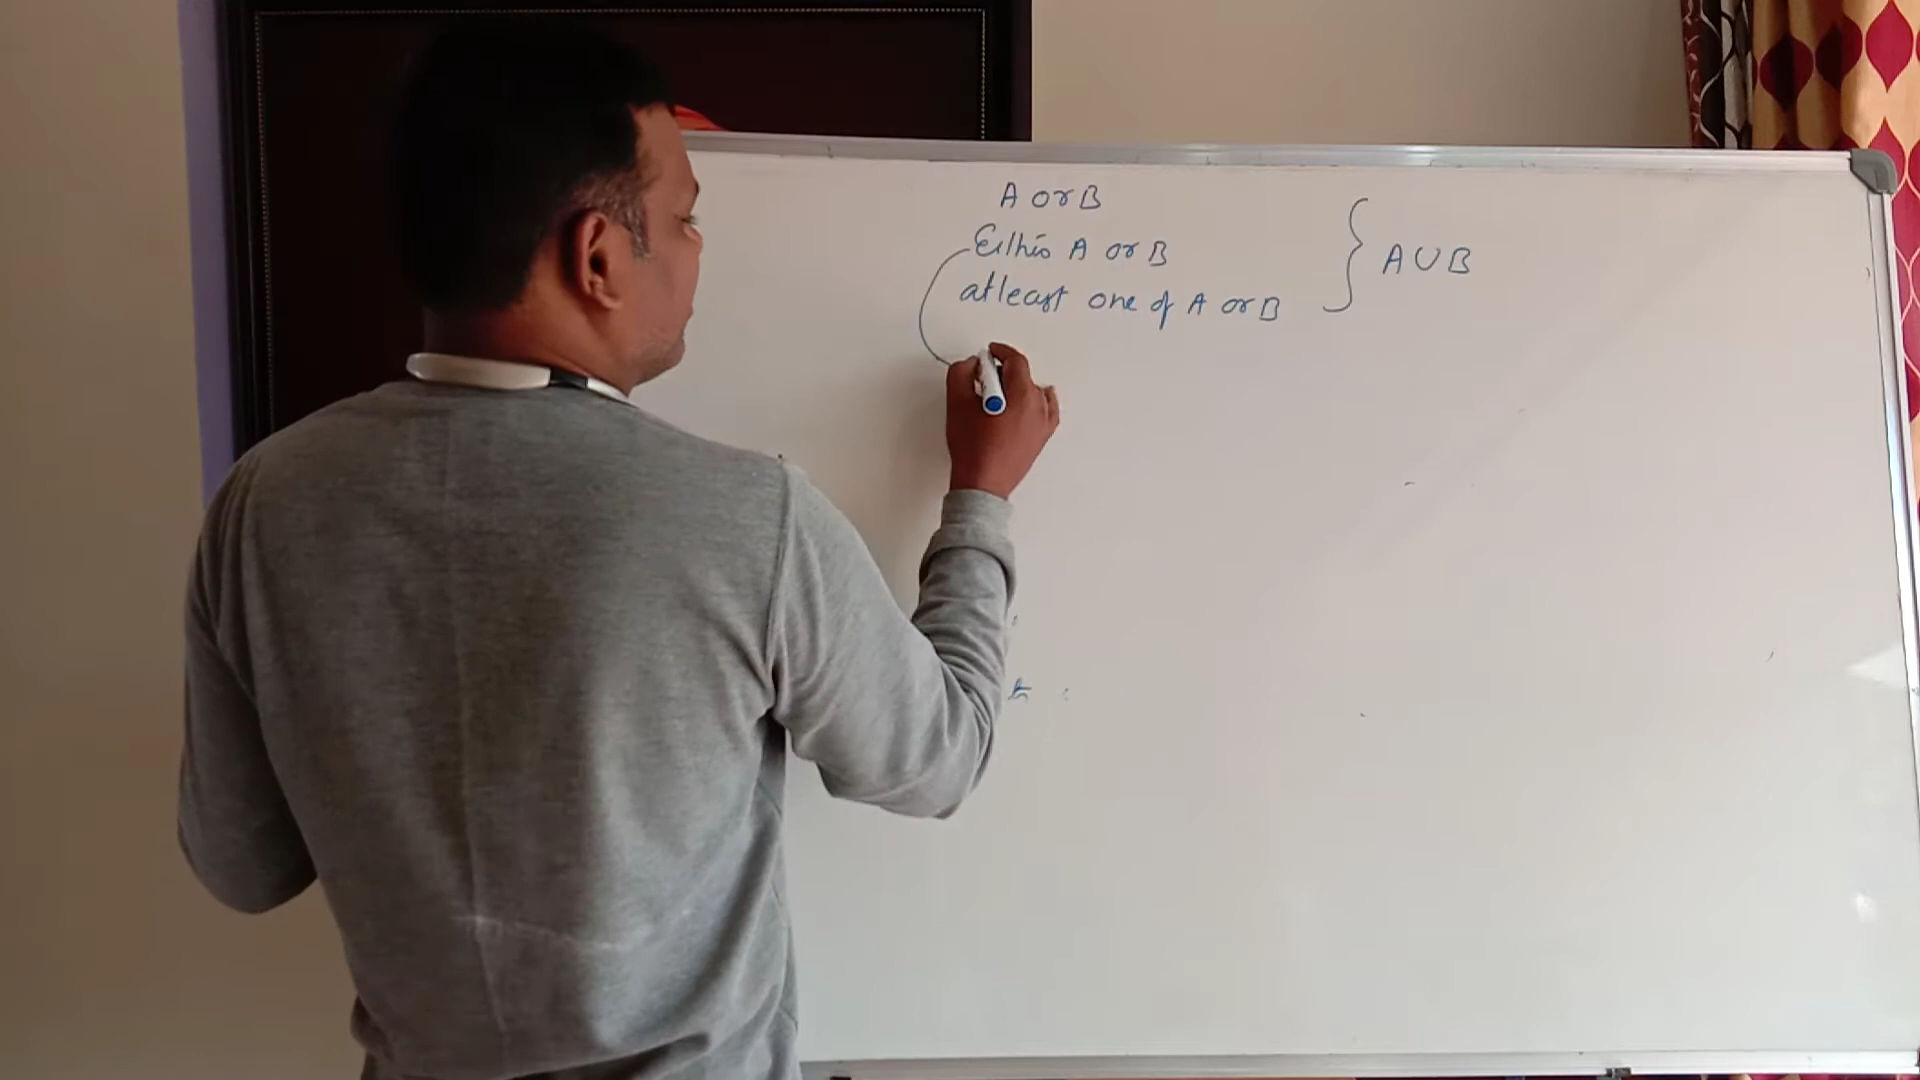 A or B
Either A or B
atleast one of A or B
A ∪ B